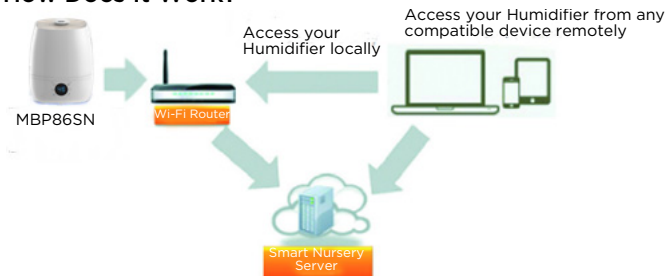 How Does it Work?
Access your Humidifier from any
compatible device remotely
Access your
Humidifier locally
MBP86SN
Wi-Fi Router
Smart Nursery
Server